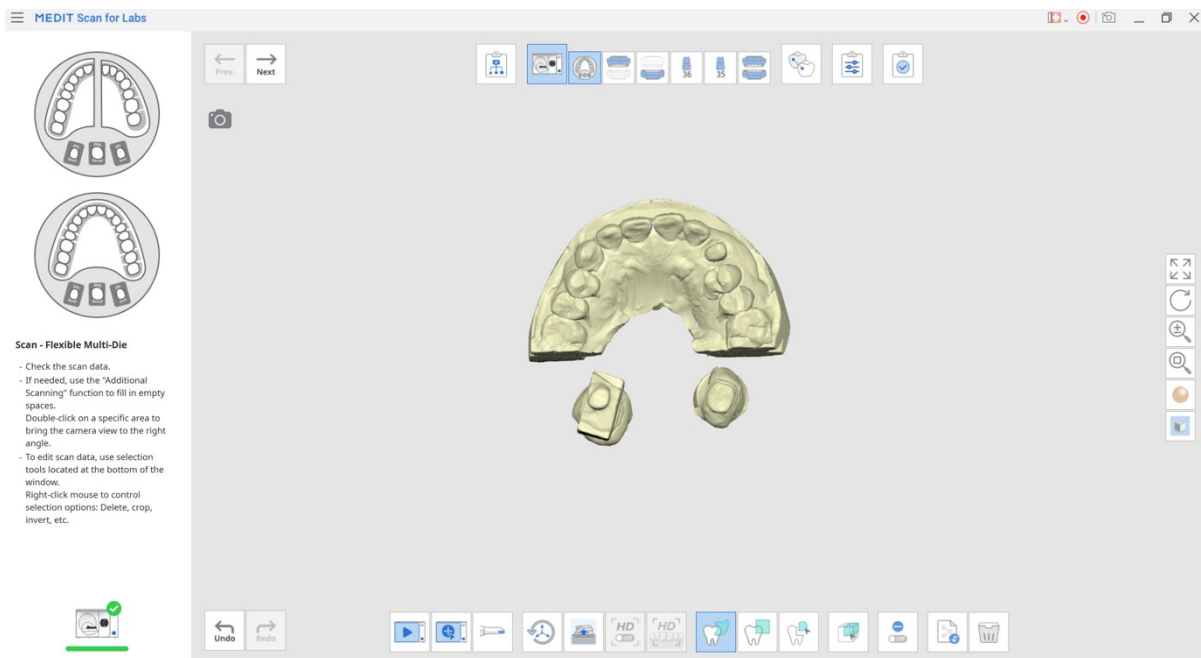 MEDIT Scan for Labs
Prev.
Next
36
35
Scan - Flexible Multi-Die
- Check the scan data.
- If needed, use the "Additional
Scanning" function to fill in empty
spaces.
Double-click on a specific area to
bring the camera view to the right
angle.
- To edit scan data, use selection
tools located at the bottom of the
window.
Right-click mouse to control
selection options: Delete, crop,
invert, etc.
Undo
Redo
HD
HD